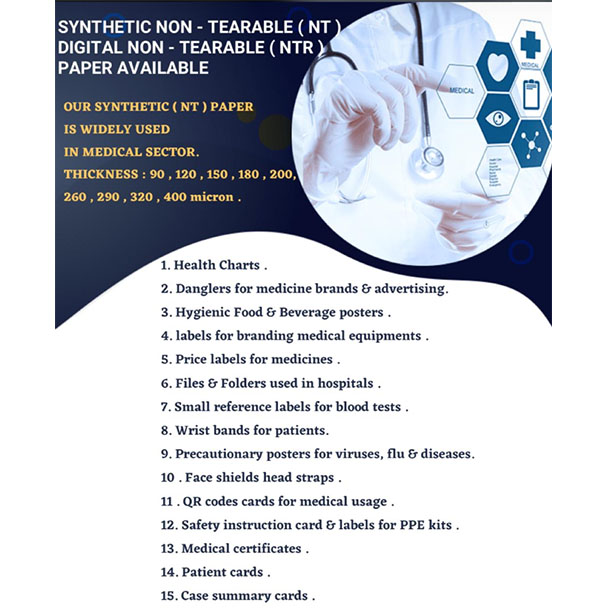 SYNTHETIC NON - TEARABLE ( NT )
DIGITAL NON - TEARABLE ( NTR )
PAPER AVAILABLE
OUR SYNTHETIC ( NT ) PAPER
IS WIDELY USED
IN MEDICAL SECTOR.
THICKNESS : 90 , 120 , 150 , 180 , 200,
260 , 290 , 320 , 400 micron .
MEDICAL
MEDICAL
1. Health Charts .
2. Danglers for medicine brands & advertising.
3. Hygienic Food & Beverage posters .
4. labels for branding medical equipments .
5. Price labels for medicines .
6. Files & Folders used in hospitals .
7. Small reference labels for blood tests .
8. Wrist bands for patients.
9. Precautionary posters for viruses, flu & diseases.
10 . Face shields head straps .
11 . QR codes cards for medical usage .
12. Safety instruction card & labels for PPE kits .
13. Medical certificates .
14. Patient cards .
15. Case summary cards .